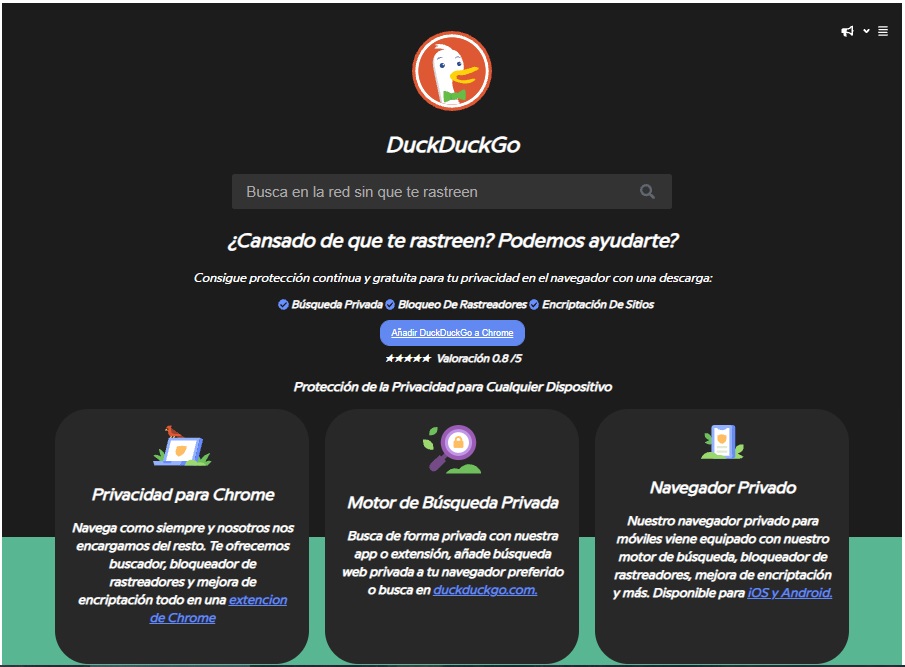 DuckDuckGo
Busca en la red sin que te rastreen
¿Cansado de que te rastreen? Podemos ayudarte?
Consigue protección continua y gratuita para tu privacidad en el navegador con una descarga:
Búsqueda Privada Bloqueo De Rastreadores Encriptación De Sitios
Añadir DuckDuckGo a Chrome
★★★★★ Valoración 0.8 /5
Protección de la Privacidad para Cualquier Dispositivo
Privacidad para Chrome
Navega como siempre y nosotros nos
encargamos del resto. Te ofrecemos
buscador, bloqueador de
rastreadores y mejora de
encriptación todo en una extencion
de Chrome
Motor de Búsqueda Privada
Busca de forma privada con nuestra
app o extensión, añade búsqueda
web privada a tu navegador preferido
o busca en duckduckgo.com.
Navegador Privado
Nuestro navegador privado para
móviles viene equipado con nuestro
motor de búsqueda, bloqueador de
rastreadores, mejora de encriptación
y más. Disponible para iOS y Android.